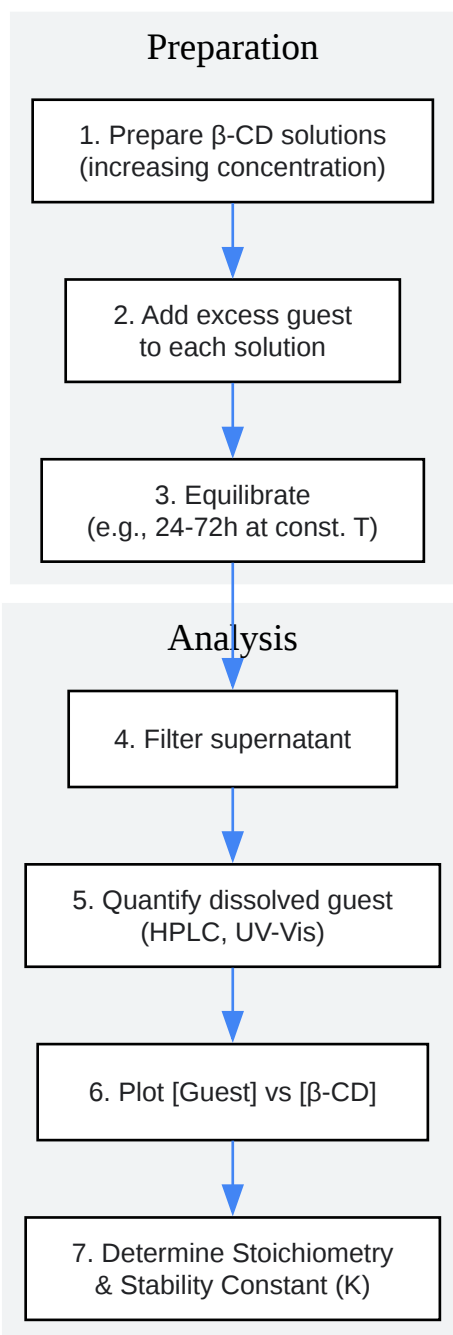 Preparation
1. Prepare β-CD solutions
(increasing concentration)
2. Add excess guest
to each solution
3. Equilibrate
(e.g., 24-72h at const. T)
Analysis
4. Filter supernatant
5. Quantify dissolved guest
(HPLC, UV-Vis)
6. Plot [Guest] vs [β-CD]
7. Determine Stoichiometry
& Stability Constant (K)